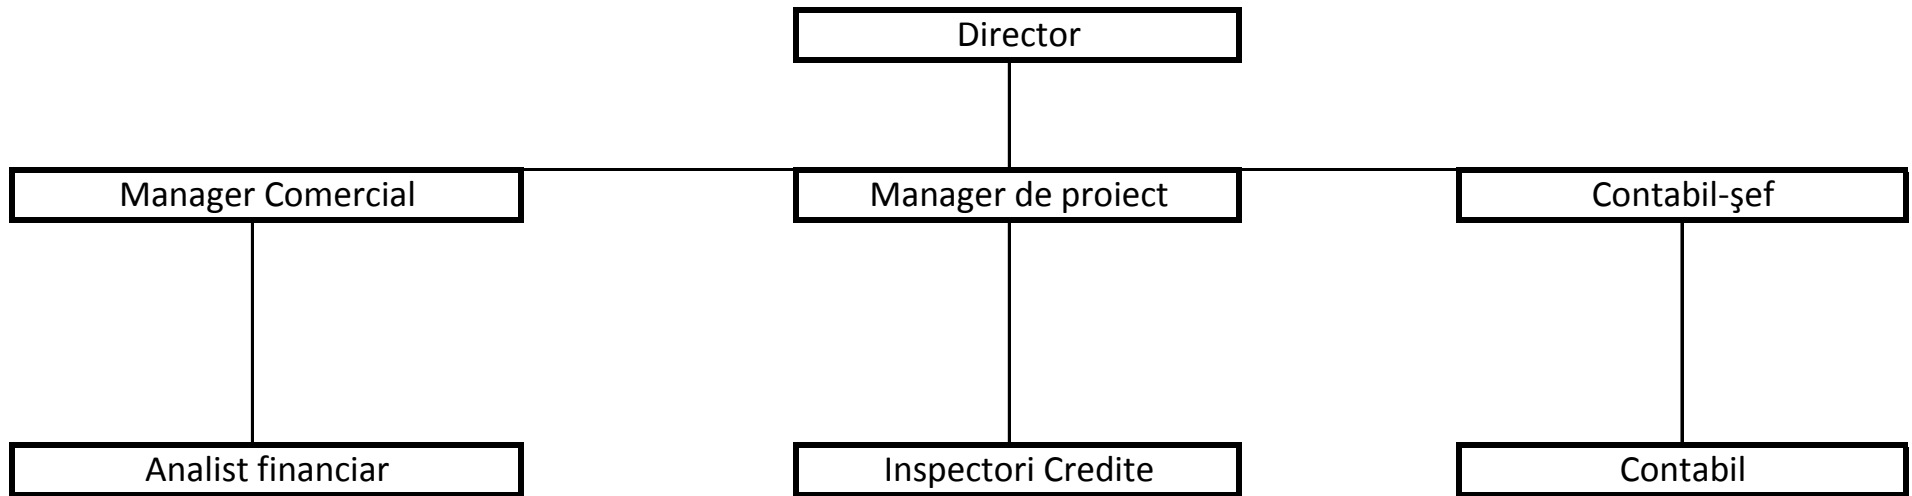 Director
Manager Comercial
Manager de proiect
Contabil-şef
Analist financiar
Inspectori Credite
Contabil